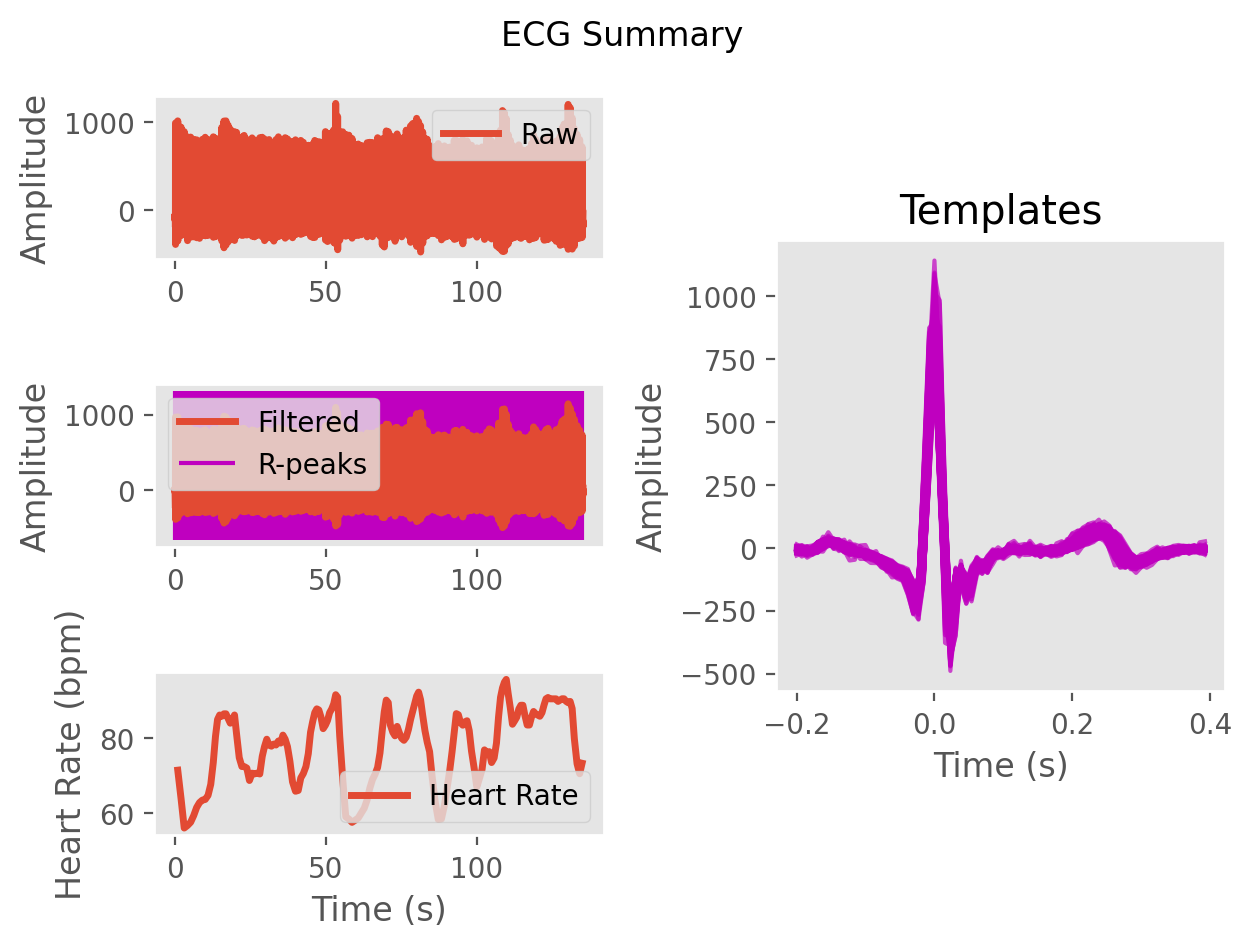 ECG Summary
Amplitude
1000
0
Raw
0 50 100
Amplitude
1000
0
Filtered
R-peaks
0 50 100
Heart Rate (bpm)
80
60
Heart Rate
0 50 100
Time (s)
Templates
Amplitude
1000
750
500
250
0
−250
−500
−0.2 0.0 0.2 0.4
Time (s)